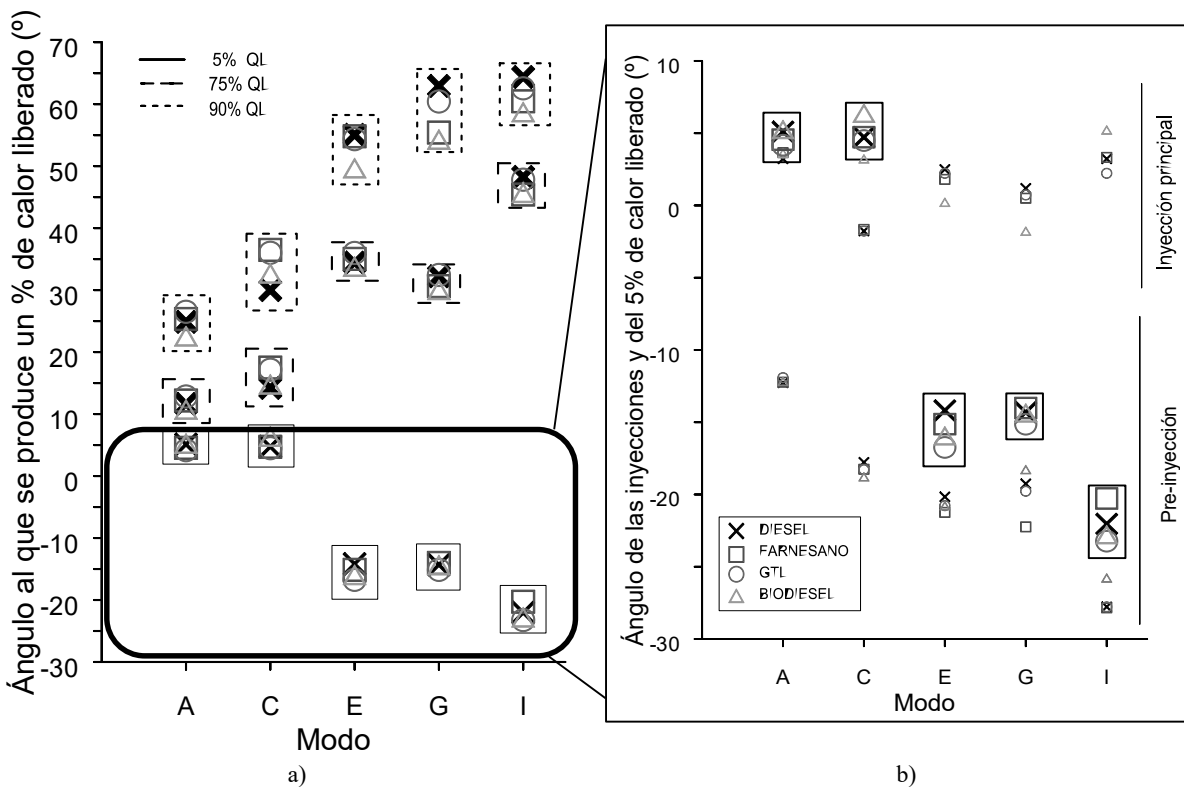 Ángulo al que se produce un % de calor liberado (º)
70
60
50
40
30
20
10
0
-10
-20
-30
5% QL
75% QL
90% QL
A C E G I
Modo
a)
Ángulo de las inyecciones y del 5% de calor liberado (º)
10
0
-10
-20
-30
DIESEL
FARNESANO
GTL
BIODIESEL
A C E G I
Modo
Inyección principal
Pre-inyección
b)